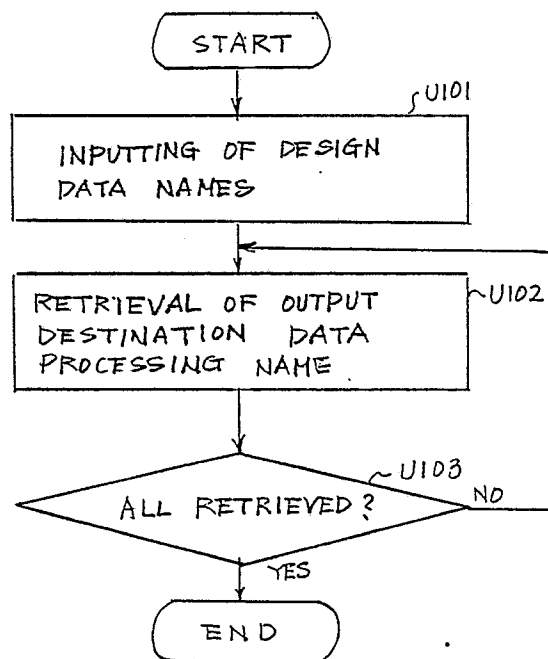 START
U101
INPUTTING OF DESIGN
DATA NAMES
U102
RETRIEVAL OF OUTPUT
DESTINATION DATA
PROCESSING NAME
U103
ALL RETRIEVED?
NO
YES
END